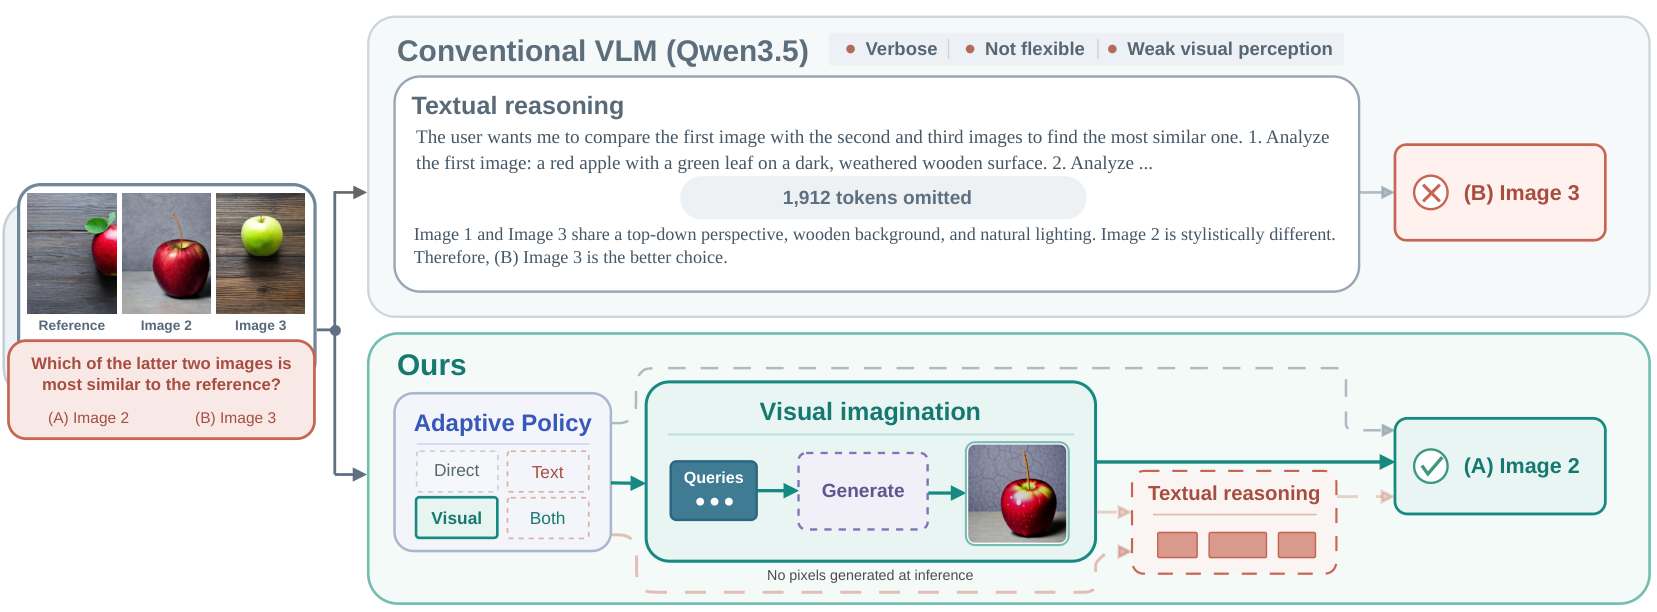 Conventional VLM (Qwen3.5)
Verbose
Not flexible
Weak visual perception
Textual reasoning
The user wants me to compare the first image with the second and third images to find the most similar one. 1. Analyze
the first image: a red apple with a green leaf on a dark, weathered wooden surface. 2. Analyze ...
1,912 tokens omitted
Image 1 and Image 3 share a top-down perspective, wooden background, and natural lighting. Image 2 is stylistically different.
Therefore, (B) Image 3 is the better choice.
(B) Image 3
Reference
Image 2
Image 3
Which of the latter two images is
most similar to the reference?
(A) Image 2
(B) Image 3
Ours
Adaptive Policy
Direct
Text
Visual
Both
Visual imagination
Queries
Generate
No pixels generated at inference
Textual reasoning
(A) Image 2